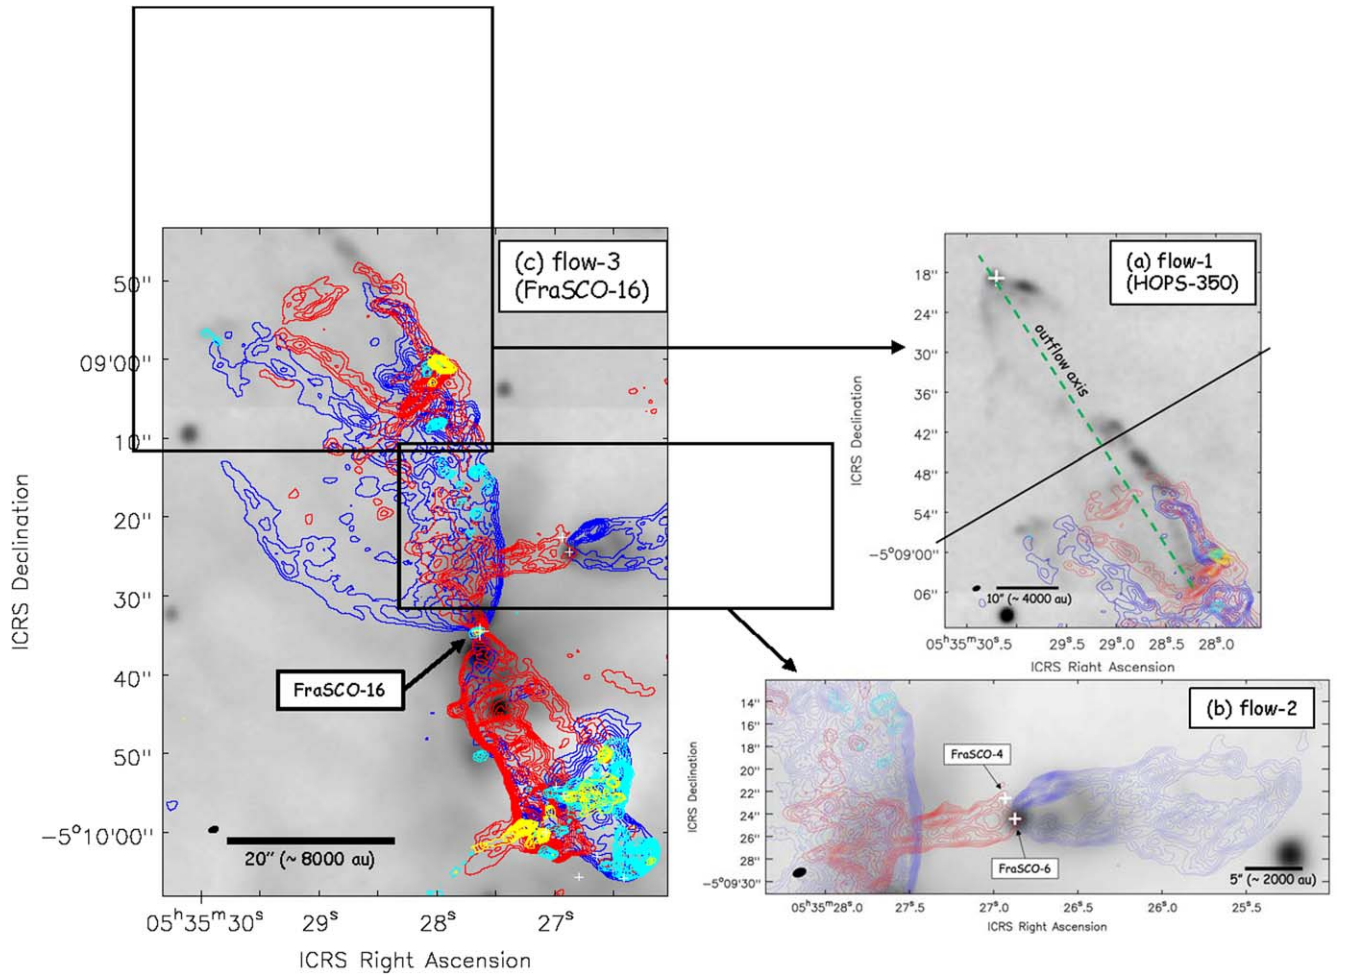 (c) flow-3
(FraSCO-16)
50''
09'00''
10''
20''
30''
40''
50''
-5°10'00''
ICRS Declination
FraSCO-16
20'' (~ 8000 au)
05ʰ35ᵐ30ˢ
29ˢ
28ˢ
27ˢ
ICRS Right Ascension
(a) flow-1
(HOPS-350)
outflow axis
18''
24''
30''
36''
42''
48''
54''
-5°09'00''
06''
ICRS Declination
10'' (~ 4000 au)
05ʰ35ᵐ30ˢ.5
29ˢ.5
29ˢ.0
28ˢ.5
28ˢ.0
ICRS Right Ascension
(b) flow-2
14''
16''
18''
20''
22''
24''
26''
28''
-5°09'30''
ICRS Declination
FraSCO-4
FraSCO-6
5'' (~ 2000 au)
05ʰ35ᵐ28ˢ.0
27ˢ.5
27ˢ.0
26ˢ.5
26ˢ.0
25ˢ.5
ICRS Right Ascension